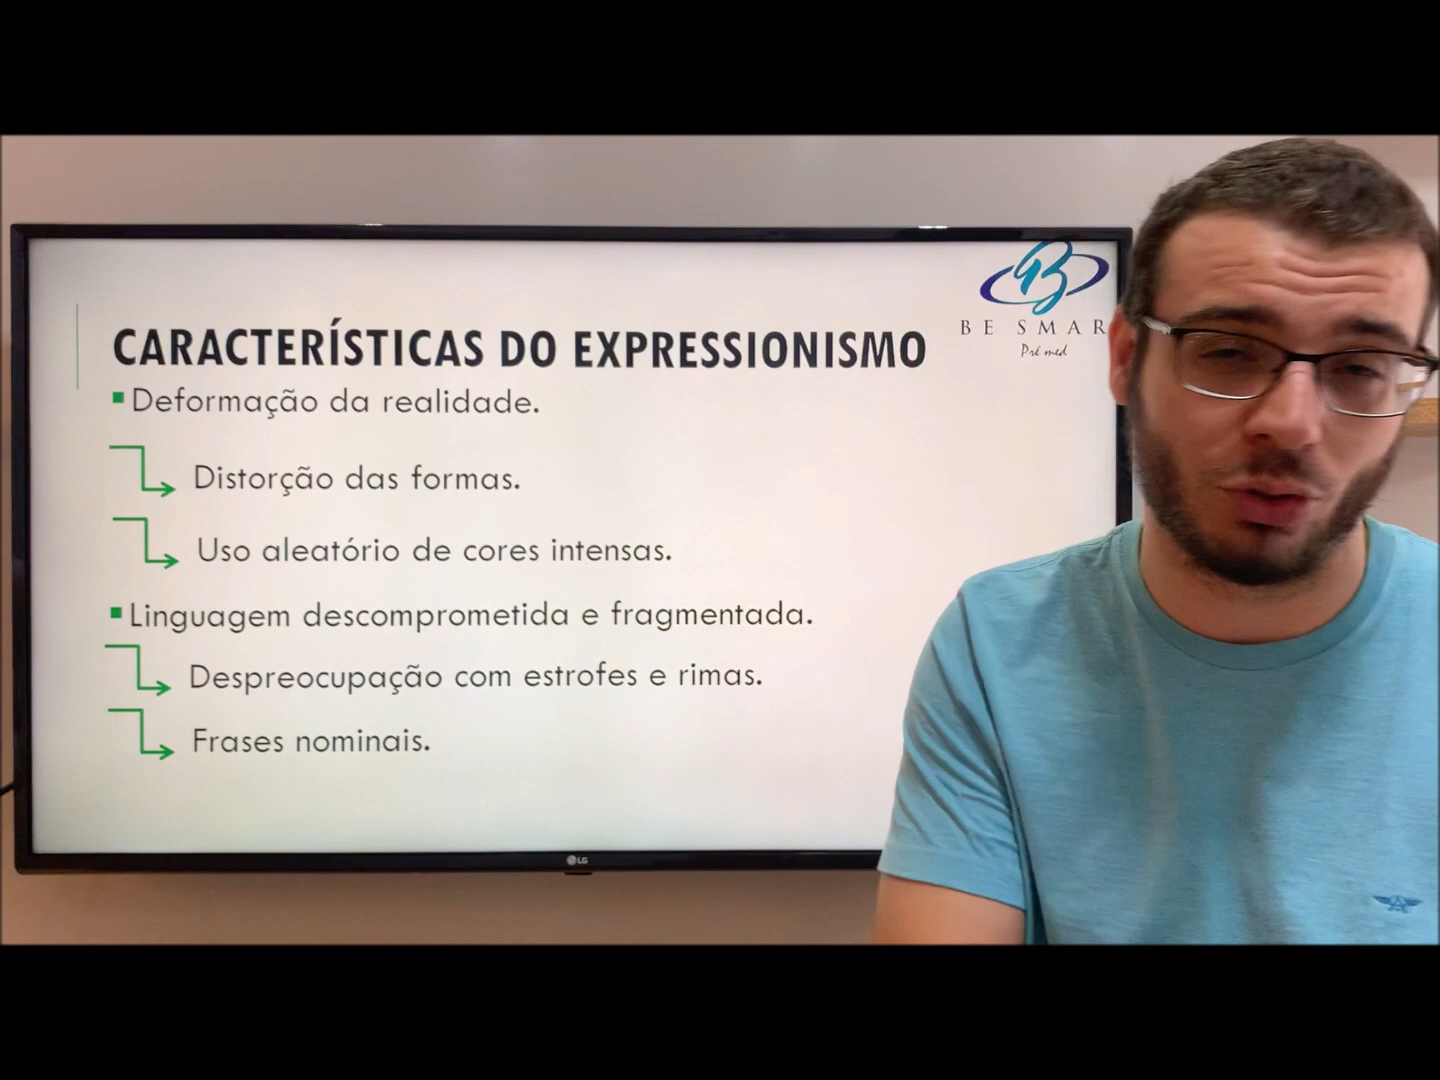 BE SMAR
Pré med
CARACTERÍSTICAS DO EXPRESSIONISMO
Deformação da realidade.
Distorção das formas.
Uso aleatório de cores intensas.
Linguagem descomprometida e fragmentada.
Despreocupação com estrofes e rimas.
Frases nominais.
LG